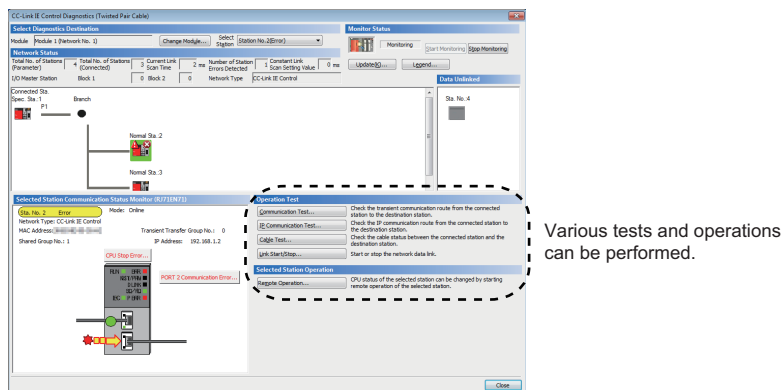 CC-Link IE Control Diagnostics (Twisted Pair Cable)
Select Diagnostics Destination
Module Module 1 (Network No. 1) Change Module... Select Station Station No.2(Error)
Monitor Status
Monitoring Start Monitoring Stop Monitoring
Network Status
Total No. of Stations (Parameter) 4 Total No. of Stations (Connected) 3 Current Link Scan Time 2 ms Number of Station Errors Detected 1 Constant Link Scan Setting Value 0 ms
Update(K)... Legend...
I/O Master Station Block 1 0 Block 2 0 Network Type CC-Link IE Control
Data Unlinked
Connected Sta.
Spec. Sta.:1 Branch
P1
Sta. No.:4
Normal Sta.:2
Normal Sta.:3
Selected Station Communication Status Monitor (RJ71EN71)
Sta. No. 2 Error Mode: Online
Network Type: CC-Link IE Control
MAC Address:
Transient Transfer Group No.: 0
Shared Group No.: 1 IP Address: 192.168.1.2
CPU Stop Error...
PORT 2 Communication Error...
RUN ERR
Operation Test
Communication Test... Check the transient communication route from the connected station to the destination station.
IP Communication Test... Check the IP communication route from the connected station to the destination station.
Cable Test... Check the cable status between the connected station and the destination station.
Link Start/Stop... Start or stop the network data link.
Selected Station Operation
Remote Operation... CPU status of the selected station can be changed by starting remote operation of the selected station.
Close
Various tests and operations
can be performed.